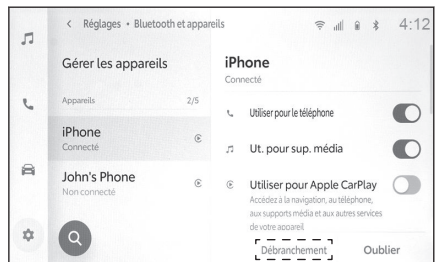 Réglages • Bluetooth et appareils
4:12
Gérer les appareils
Appareils 2/5
iPhone
Connecté
John's Phone
Non connecté
iPhone
Connecté
Utiliser pour le téléphone
Ut. pour sup. média
Utiliser pour Apple CarPlay
Accédez à la navigation, au téléphone,
aux supports média et aux autres services
de votre appareil
Débranchement
Oublier